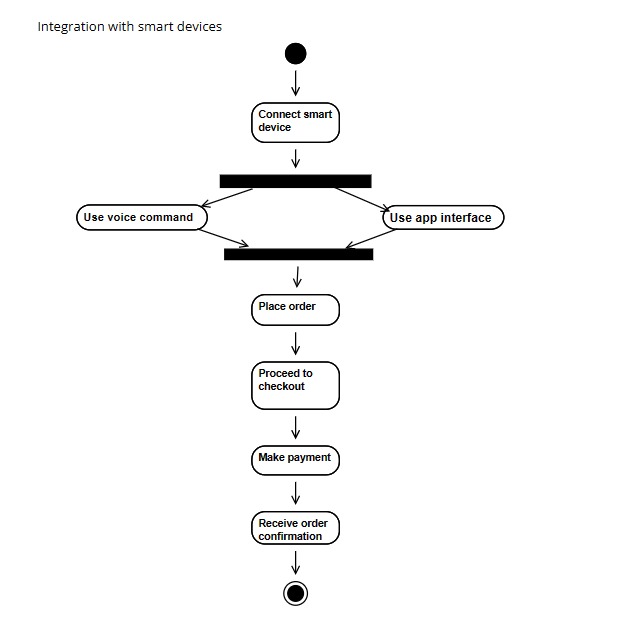 Integration with smart devices
Connect smart
device
Use voice command
Use app interface
Place order
Proceed to
checkout
Make payment
Receive order
confirmation